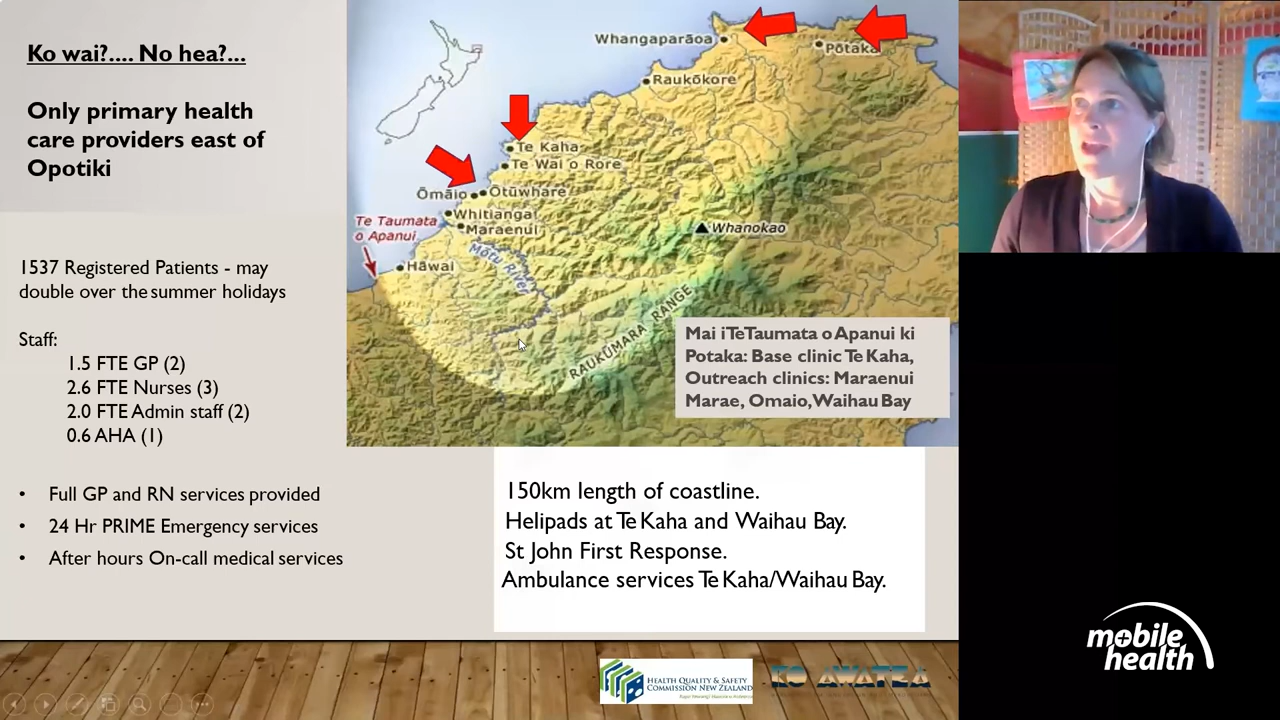 Ko wai?.... No hea?...
Only primary health
care providers east of
Opotiki
1537 Registered Patients - may
double over the summer holidays
Staff:
1.5 FTE GP (2)
2.6 FTE Nurses (3)
2.0 FTE Admin staff (2)
0.6 AHA (1)
• Full GP and RN services provided
• 24 Hr PRIME Emergency services
• After hours On-call medical services
Whangaparāoa
Pōtaka
Raukōkore
Te Kaha
Te Wai o Rore
Ōmāio
Ōtūwhare
Whitianga
Te Taumata
o Apanui
Maraenui
Whanokao
Motu River
Hāwai
RAUKŪMARA RANGE
Mai i Te Taumata o Apanui ki
Potaka: Base clinic Te Kaha,
Outreach clinics: Maraenui
Marae, Omaio, Waihau Bay
150km length of coastline.
Helipads at Te Kaha and Waihau Bay.
St John First Response.
Ambulance services Te Kaha/Waihau Bay.
HEALTH QUALITY & SAFETY
COMMISSION NEW ZEALAND
KO AWATEA
mobile
health